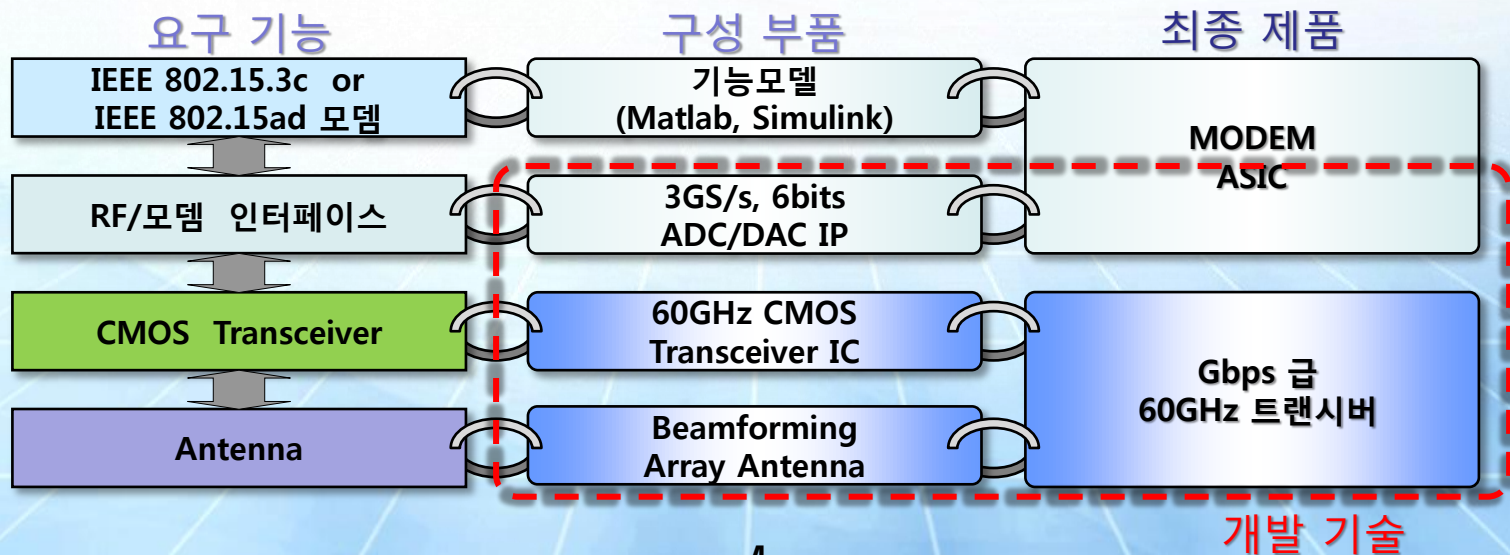 요구 기능
구성 부품
최종 제품
IEEE 802.15.3c or
IEEE 802.15ad 모뎀
기능모델
(Matlab, Simulink)
MODEM
ASIC
RF/모뎀 인터페이스
3GS/s, 6bits
ADC/DAC IP
CMOS Transceiver
60GHz CMOS
Transceiver IC
Gbps 급
60GHz 트랜시버
Antenna
Beamforming
Array Antenna
개발 기술